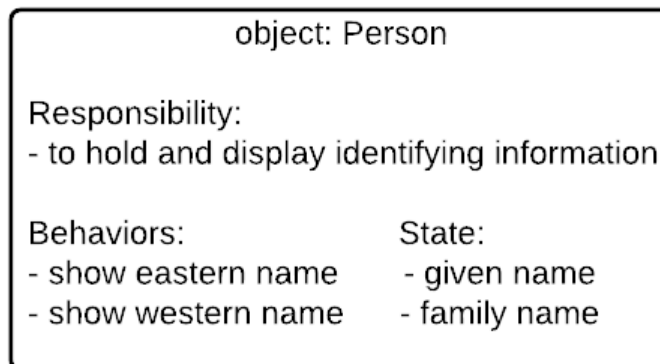 object: Person
Responsibility:
- to hold and display identifying information
Behaviors:
- show eastern name
- show western name
State:
- given name
- family name